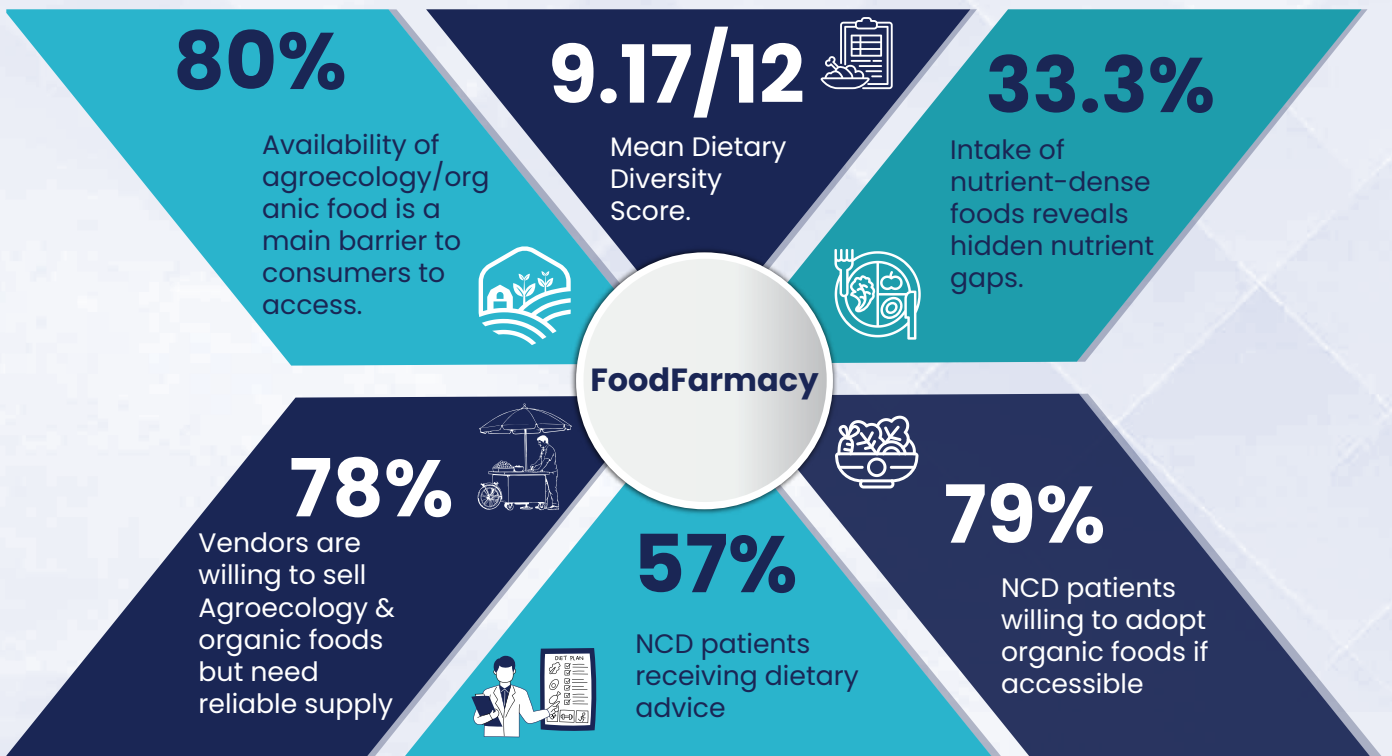 80%
Availability of
agroecology/org
anic food is a
main barrier to
consumers to
access.
9.17/12
Mean Dietary
Diversity
Score.
33.3%
Intake of
nutrient-dense
foods reveals
hidden nutrient
gaps.
FoodFarmacy
78%
Vendors are
willing to sell
Agroecology &
organic foods
but need
reliable supply
57%
DIET PLAN
NCD patients
receiving dietary
advice
79%
NCD patients
willing to adopt
organic foods if
accessible